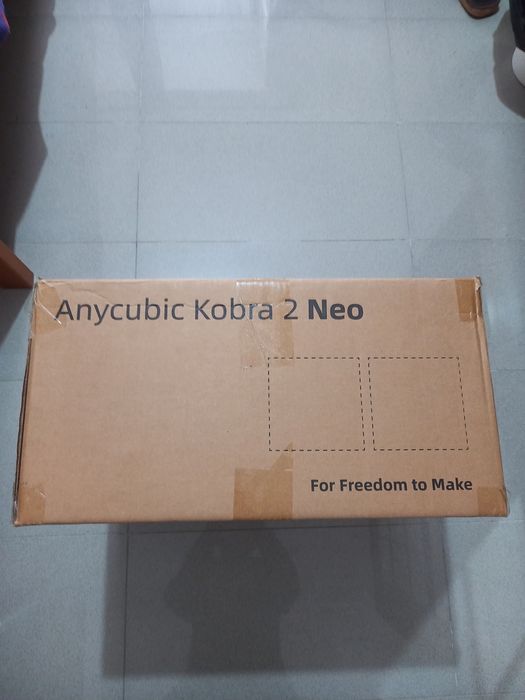 Anycubic Kobra 2 Neo
For Freedom to Make